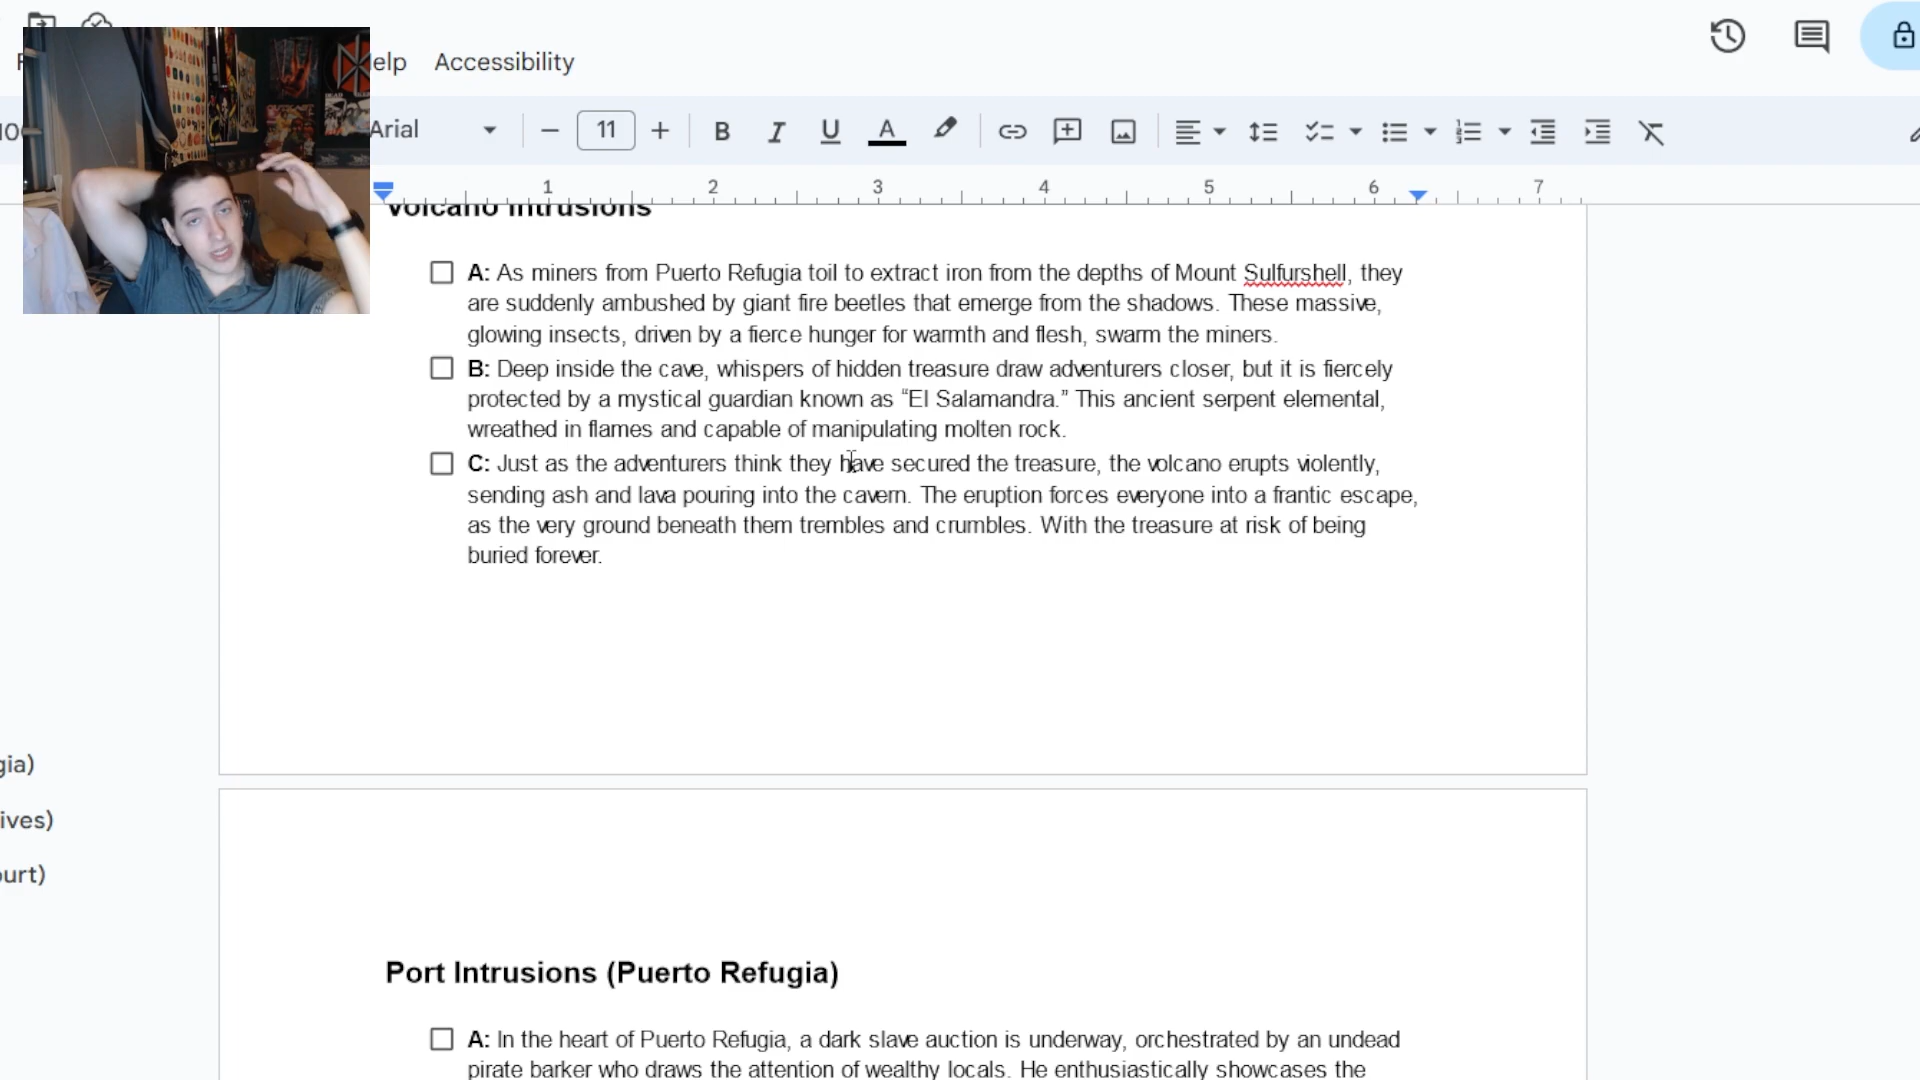 elp Accessibility
Arial 11
1 2 3 4 5 6 7
Volcano Intrusions
A: As miners from Puerto Refugia toil to extract iron from the depths of Mount Sulfurshell, they
are suddenly ambushed by giant fire beetles that emerge from the shadows. These massive,
glowing insects, driven by a fierce hunger for warmth and flesh, swarm the miners.
B: Deep inside the cave, whispers of hidden treasure draw adventurers closer, but it is fiercely
protected by a mystical guardian known as “El Salamandra.” This ancient serpent elemental,
wreathed in flames and capable of manipulating molten rock.
C: Just as the adventurers think they have secured the treasure, the volcano erupts violently,
sending ash and lava pouring into the cavern. The eruption forces everyone into a frantic escape,
as the very ground beneath them trembles and crumbles. With the treasure at risk of being
buried forever.
gia)
ives)
ourt)
Port Intrusions (Puerto Refugia)
A: In the heart of Puerto Refugia, a dark slave auction is underway, orchestrated by an undead
pirate barker who draws the attention of wealthy locals. He enthusiastically showcases the